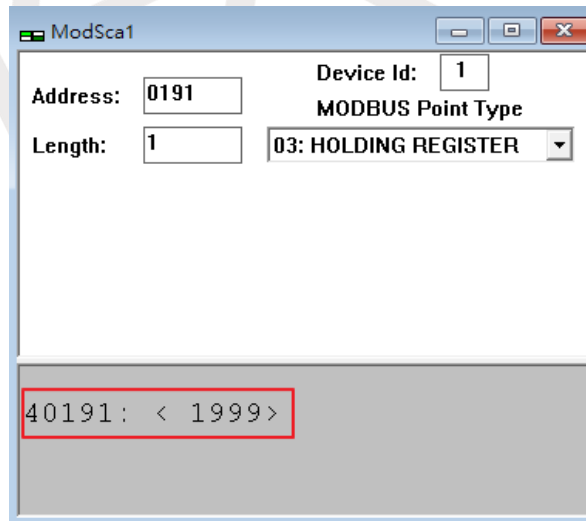 ModSca1
Address: 0191
Device Id: 1
MODBUS Point Type
Length: 1
03: HOLDING REGISTER
40191: < 1999>